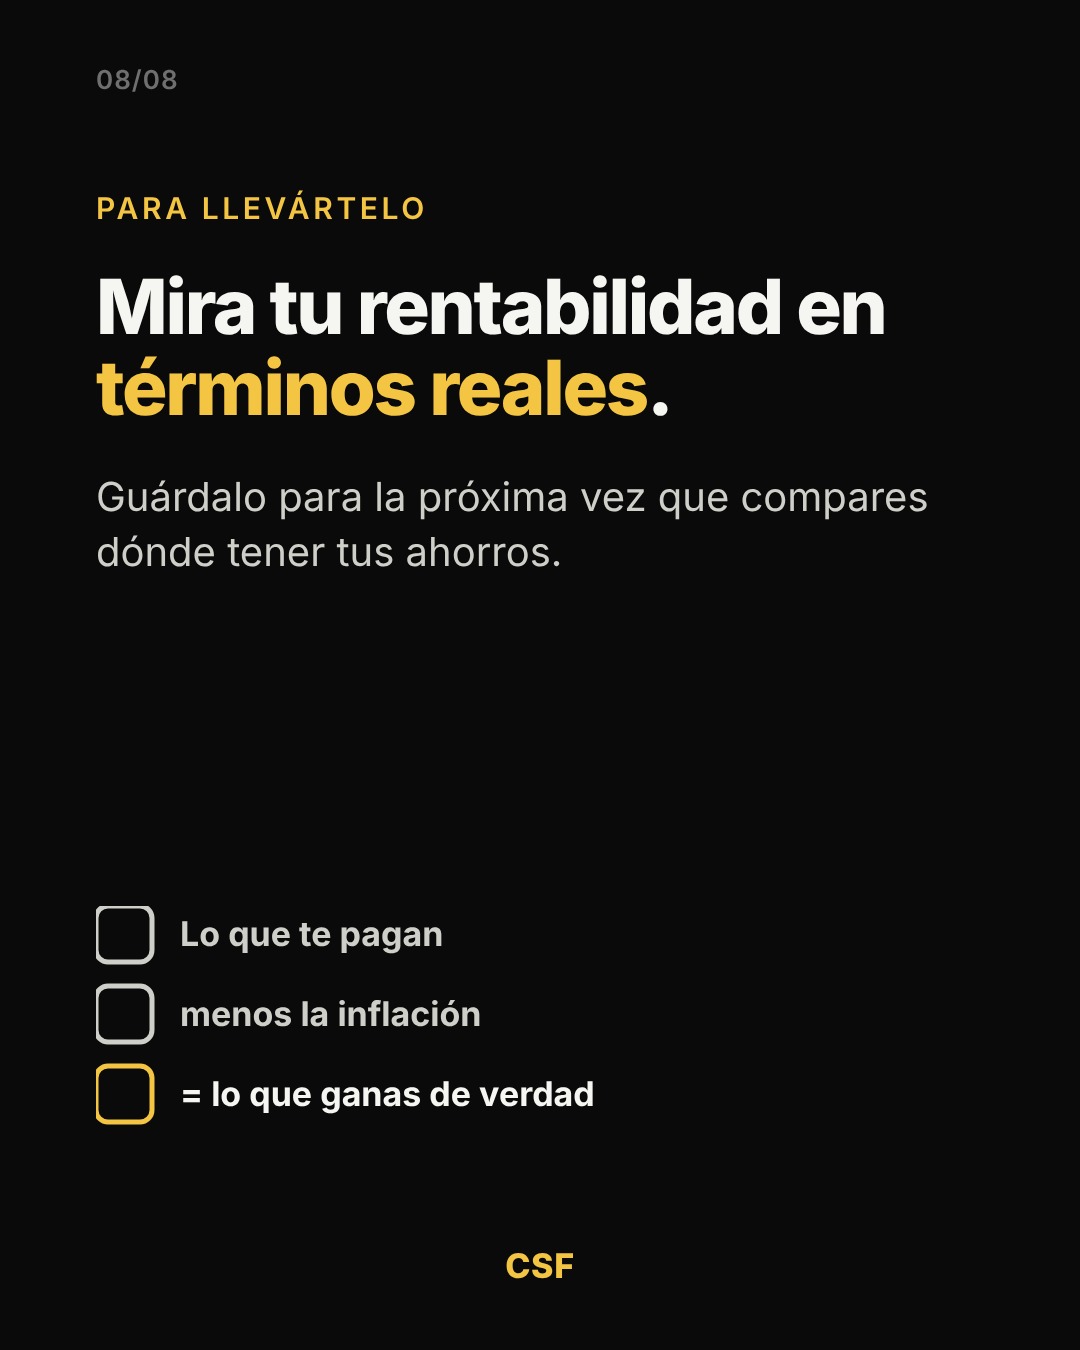 08/08
PARA LLEVÁRTELO
Mira tu rentabilidad en
términos reales.
Guárdalo para la próxima vez que compares
dónde tener tus ahorros.
Lo que te pagan
menos la inflación
= lo que ganas de verdad
CSF